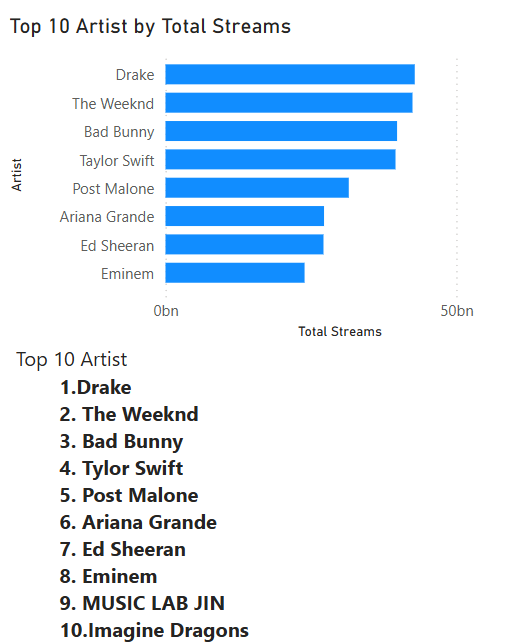 Top 10 Artist by Total Streams
Drake
The Weeknd
Bad Bunny
Taylor Swift
Post Malone
Ariana Grande
Ed Sheeran
Eminem
Artist
0bn 50bn
Total Streams
Top 10 Artist
1.Drake
2. The Weeknd
3. Bad Bunny
4. Tylor Swift
5. Post Malone
6. Ariana Grande
7. Ed Sheeran
8. Eminem
9. MUSIC LAB JIN
10.Imagine Dragons